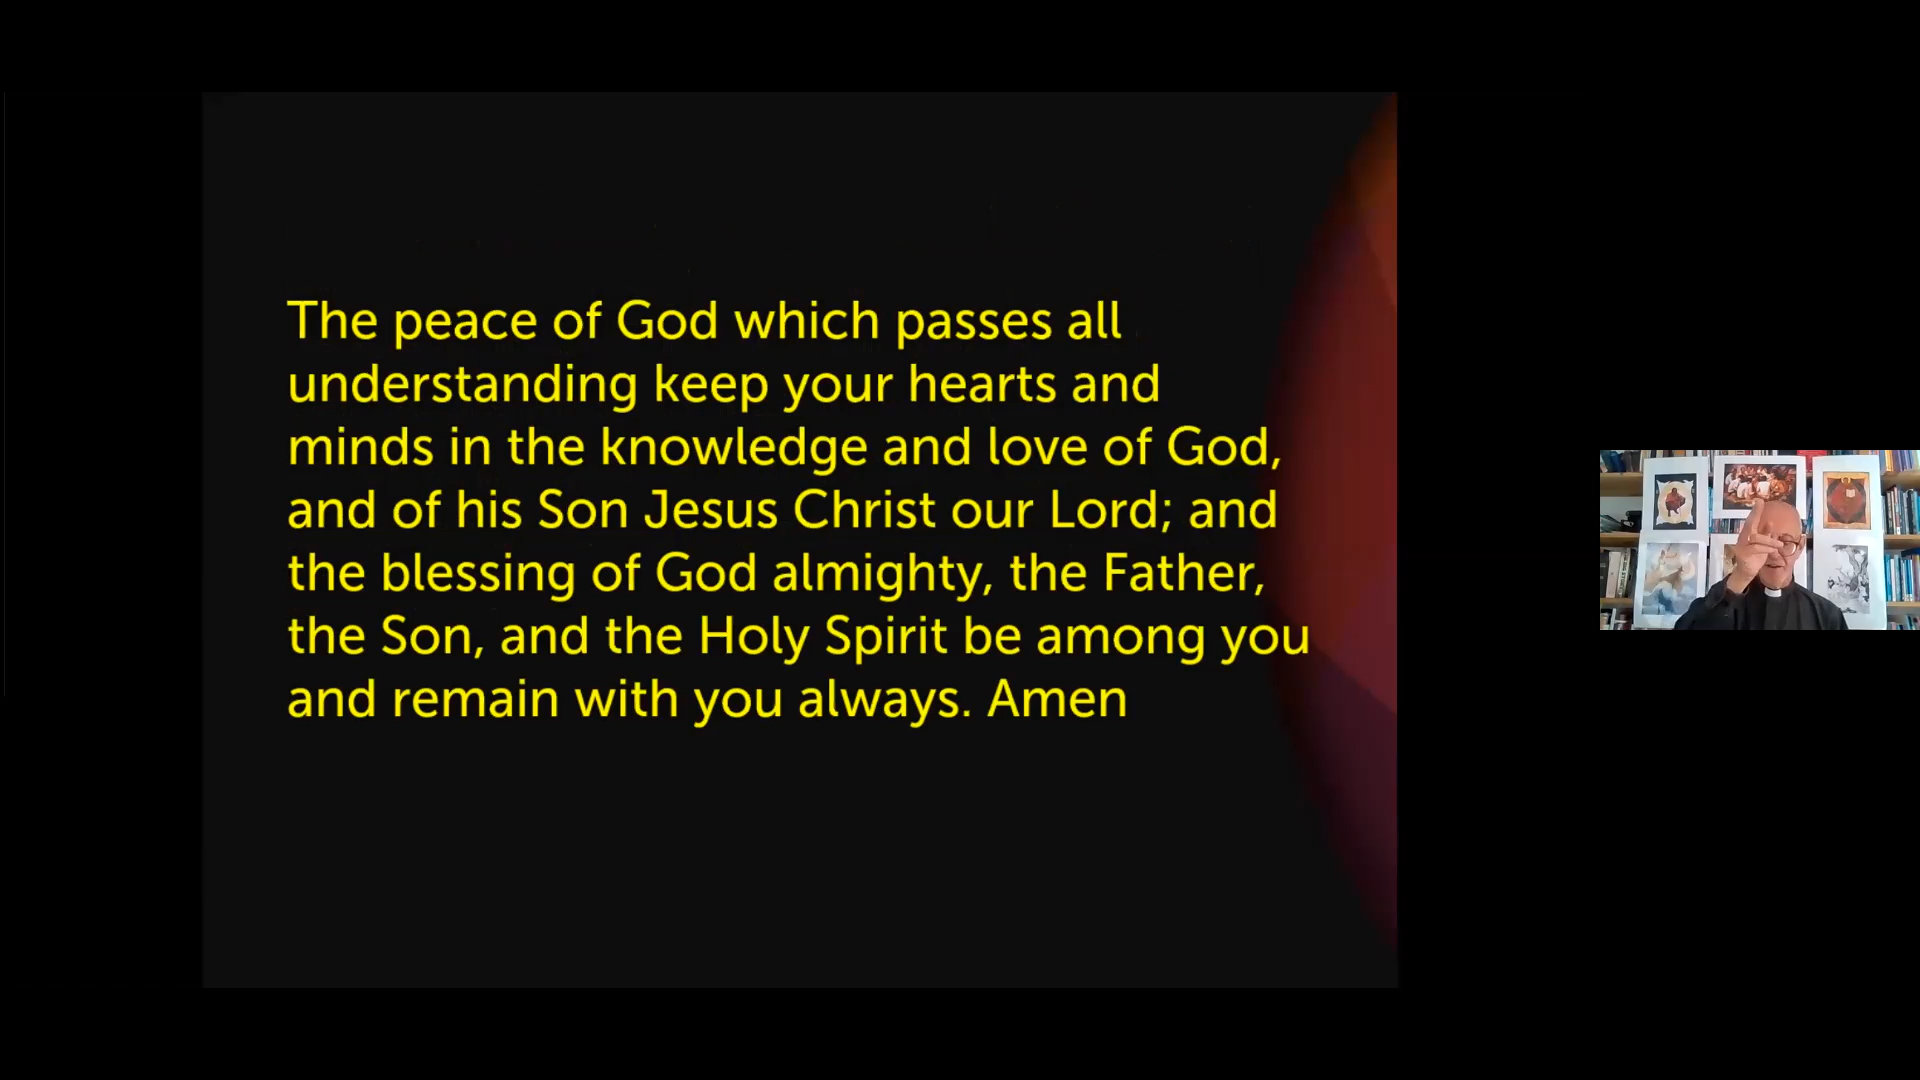 The peace of God which passes all
understanding keep your hearts and
minds in the knowledge and love of God,
and of his Son Jesus Christ our Lord; and
the blessing of God almighty, the Father,
the Son, and the Holy Spirit be among you
and remain with you always. Amen